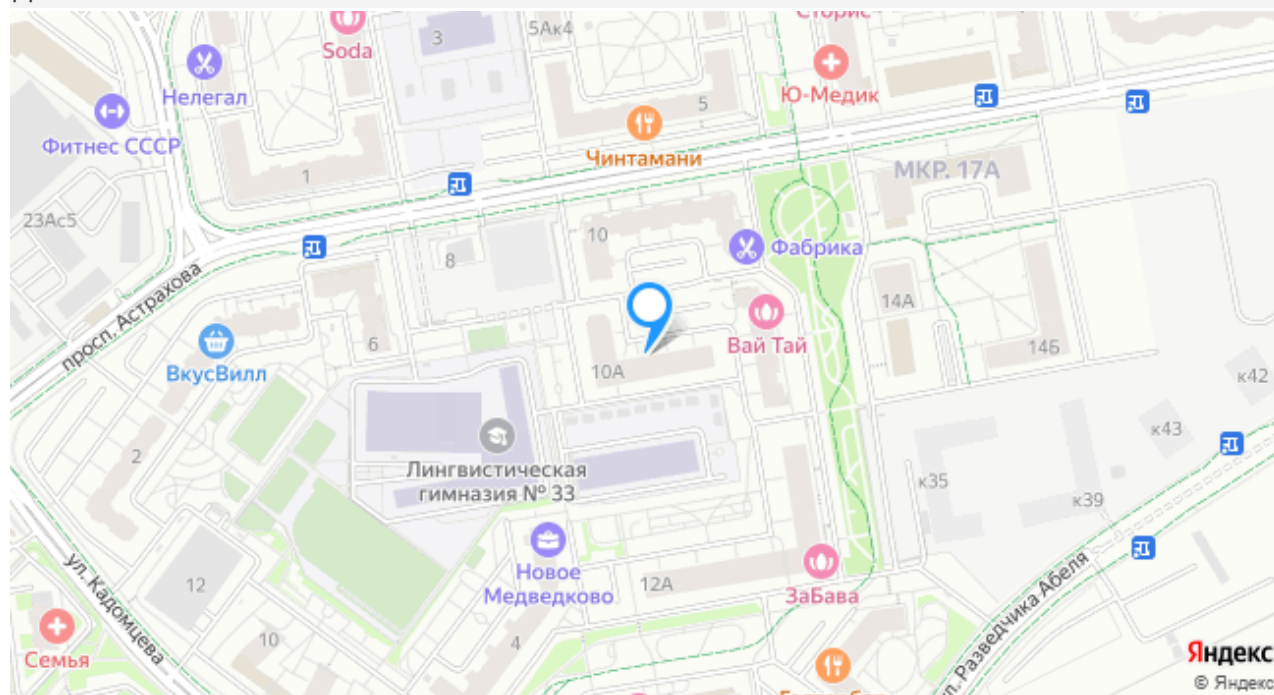 Сторис
5Ак4
3
Soda
Нелегал
Ю-Медик
Фитнес СССР
5
Чинтамани
МКР. 17А
1
23Ас5
10
Фабрика
8
просп. Астрахова
14А
6
Вай Тай
14Б
ВкусВилл
10А
к42
к43
2
Лингвистическая
гимназия № 33
к35
к39
Новое
Медведково
12А
ЗаБава
ул. Кадомцева
12
4
10
Семья
ул. Разведчика Абеля
Яндекс
© Яндекс